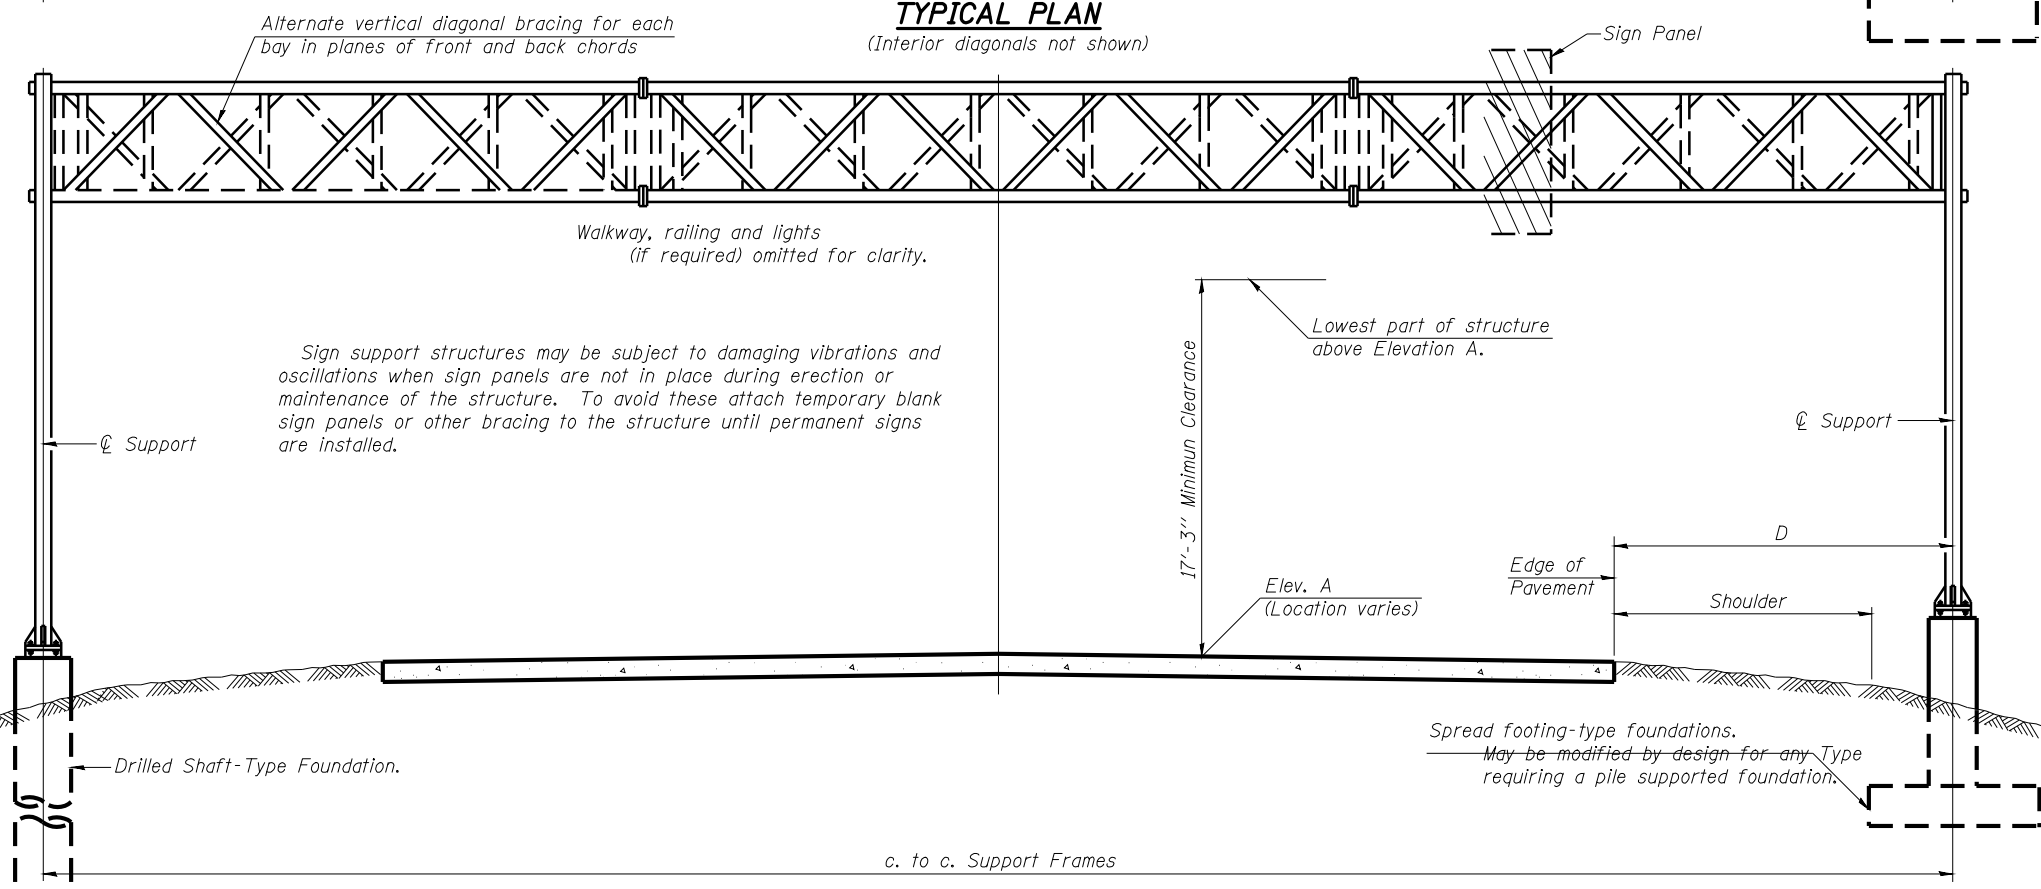 TYPICAL PLAN
(Interior diagonals not shown)
Alternate vertical diagonal bracing for each
bay in planes of front and back chords
Sign Panel
Walkway, railing and lights
(if required) omitted for clarity.
Lowest part of structure
above Elevation A.
Sign support structures may be subject to damaging vibrations and
oscillations when sign panels are not in place during erection or
maintenance of the structure. To avoid these attach temporary blank
sign panels or other bracing to the structure until permanent signs
are installed.
℄ Support
℄ Support
17'-3" Minimun Clearance
D
Edge of
Pavement
Shoulder
Elev. A
(Location varies)
Spread footing-type foundations.
May be modified by design for any Type
requiring a pile supported foundation.
Drilled Shaft-Type Foundation.
c. to c. Support Frames